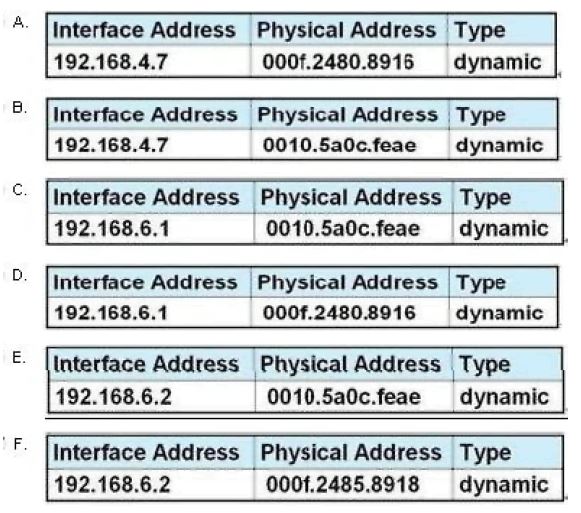 A. Interface Address Physical Address Type
192.168.4.7 000f.2480.8916 dynamic
B. Interface Address Physical Address Type
192.168.4.7 0010.5a0c.feae dynamic
C. Interface Address Physical Address Type
192.168.6.1 0010.5a0c.feae dynamic
D. Interface Address Physical Address Type
192.168.6.1 000f.2480.8916 dynamic
E. Interface Address Physical Address Type
192.168.6.2 0010.5a0c.feae dynamic
F. Interface Address Physical Address Type
192.168.6.2 000f.2485.8918 dynamic